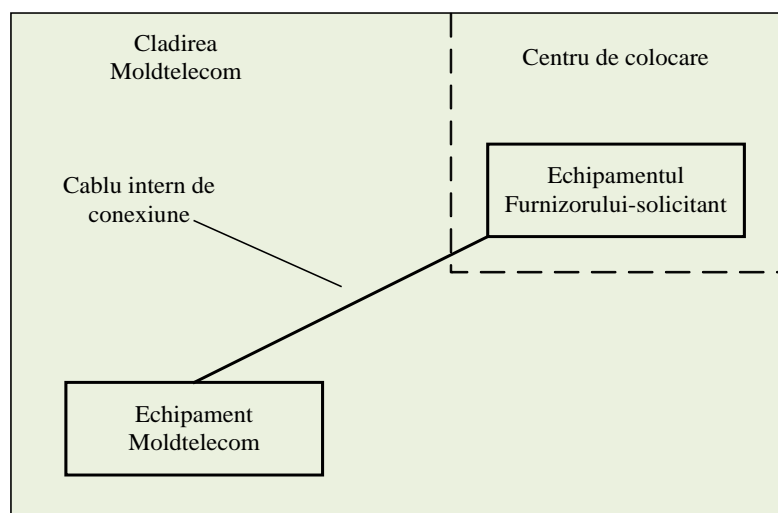 Cladirea
Moldtelecom
Centru de colocare
Echipamentul
Furnizorului-solicitant
Cablu intern de
conexiune
Echipament
Moldtelecom